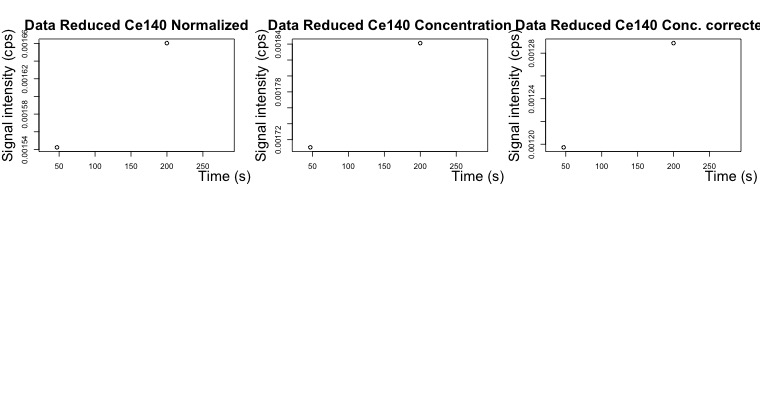 Data Reduced Ce140 Normalized
Signal intensity (cps)
0.00154
0.00158
0.00162
0.00166
50
100
150
200
250
Time (s)
Data Reduced Ce140 Concentration
Signal intensity (cps)
0.00172
0.00178
0.00184
50
100
150
200
250
Time (s)
Data Reduced Ce140 Conc. correcte
Signal intensity (cps)
0.00120
0.00124
0.00128
50
100
150
200
250
Time (s)